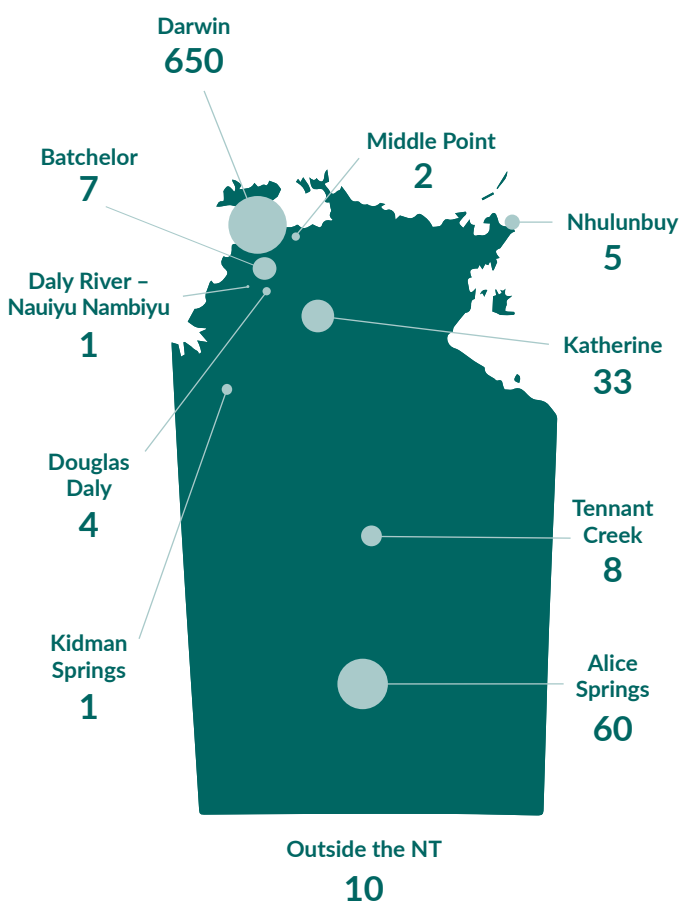 Darwin
650
Middle Point
2
Batchelor
7
Nhulunbuy
5
Daly River –
Nauiyu Nambiyu
1
Katherine
33
Douglas
Daly
4
Tennant
Creek
8
Kidman
Springs
1
Alice
Springs
60
Outside the NT
10